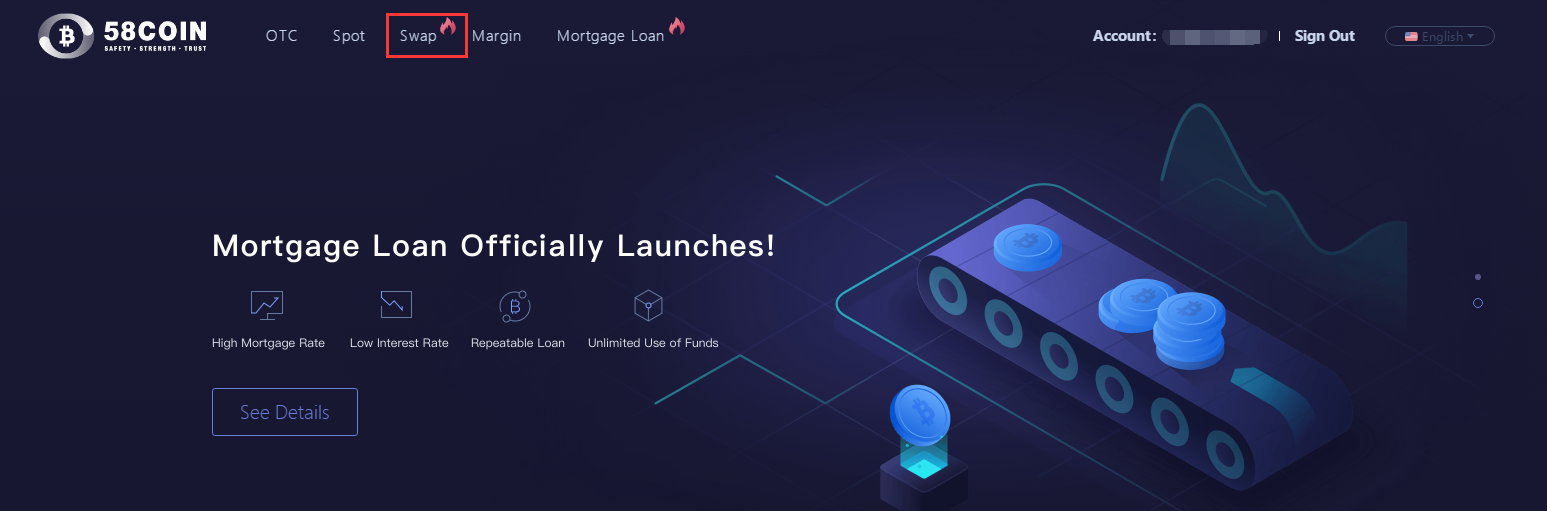 58COIN
SAFETY · STRENGTH · TRUST
OTC
Spot
Swap
Margin
Mortgage Loan
Account:
Sign Out
English
Mortgage Loan Officially Launches!
High Mortgage Rate
Low Interest Rate
Repeatable Loan
Unlimited Use of Funds
See Details